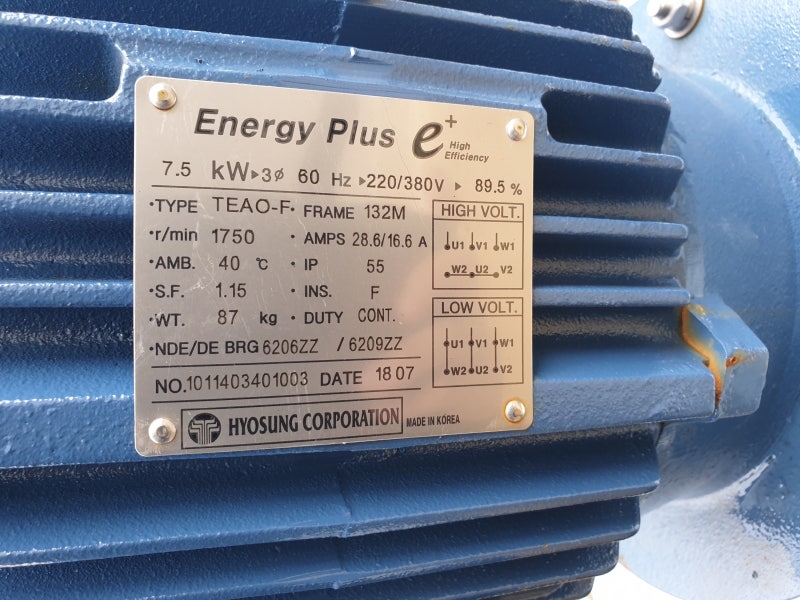 Energy Plus e+ High Efficiency
7.5 kW▸3ø 60 Hz ▸220/380V ▸ 89.5 %
·TYPE TEAO-F· FRAME 132M
·r/min 1750 · AMPS 28.6/16.6 A
·AMB. 40 ℃ · IP 55
·S.F. 1.15 · INS. F
·WT. 87 kg · DUTY CONT.
·NDE/DE BRG 6206ZZ / 6209ZZ
NO.1011403401003 DATE 18 07
HIGH VOLT.
U1 V1 W1
W2 U2 V2
LOW VOLT.
U1 V1 W1
W2 U2 V2
HYOSUNG CORPORATION MADE IN KOREA